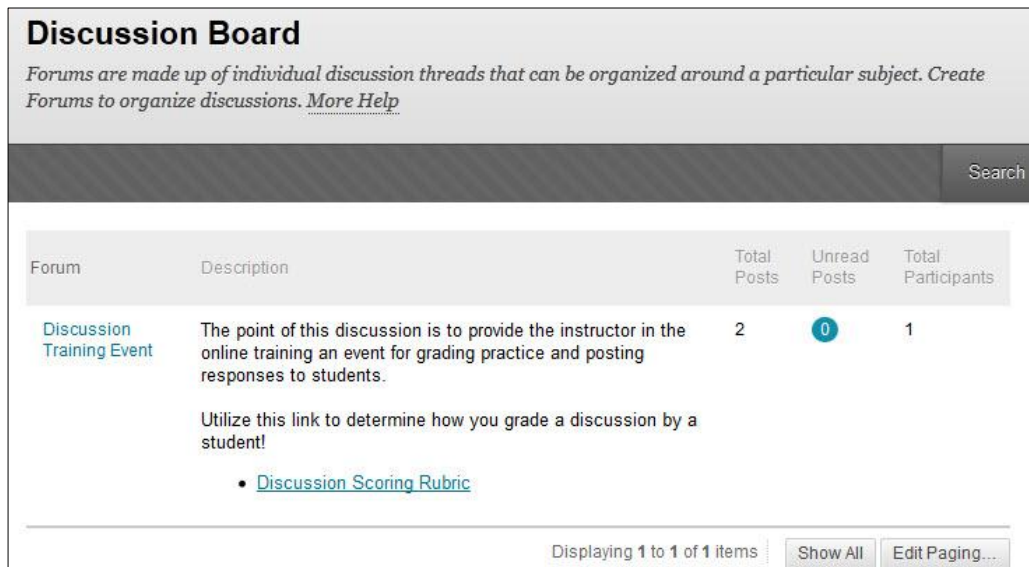 Discussion Board
Forums are made up of individual discussion threads that can be organized around a particular subject. Create
Forums to organize discussions. More Help
Search
Forum Description Total Posts Unread Posts Total Participants
Discussion Training Event
The point of this discussion is to provide the instructor in the
online training an event for grading practice and posting
responses to students.
Utilize this link to determine how you grade a discussion by a
student!
• Discussion Scoring Rubric
2 0 1
Displaying 1 to 1 of 1 items Show All Edit Paging...